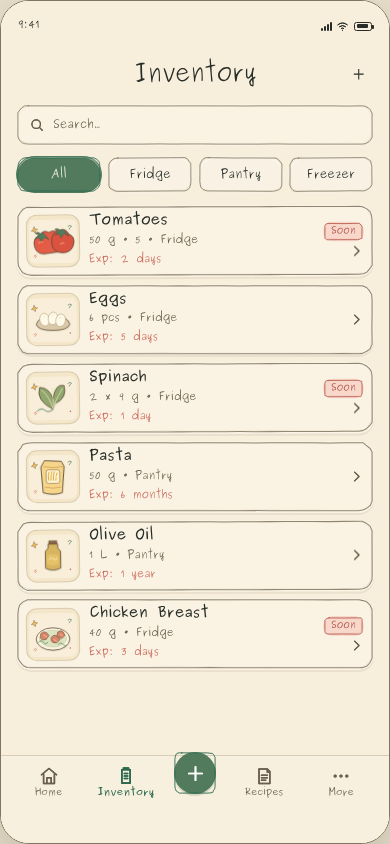 9:41
Inventory
+
Search...
All Fridge Pantry Freezer
Tomatoes
50 g • 5 • Fridge
Exp: 2 days
Soon
Eggs
6 pcs • Fridge
Exp: 5 days
Spinach
2 x 9 g • Fridge
Exp: 1 day
Soon
Pasta
50 g • Pantry
Exp: 6 months
Olive Oil
1 L • Pantry
Exp: 1 year
Chicken Breast
40 g • Fridge
Exp: 3 days
Soon
+
Home Inventory Recipes More